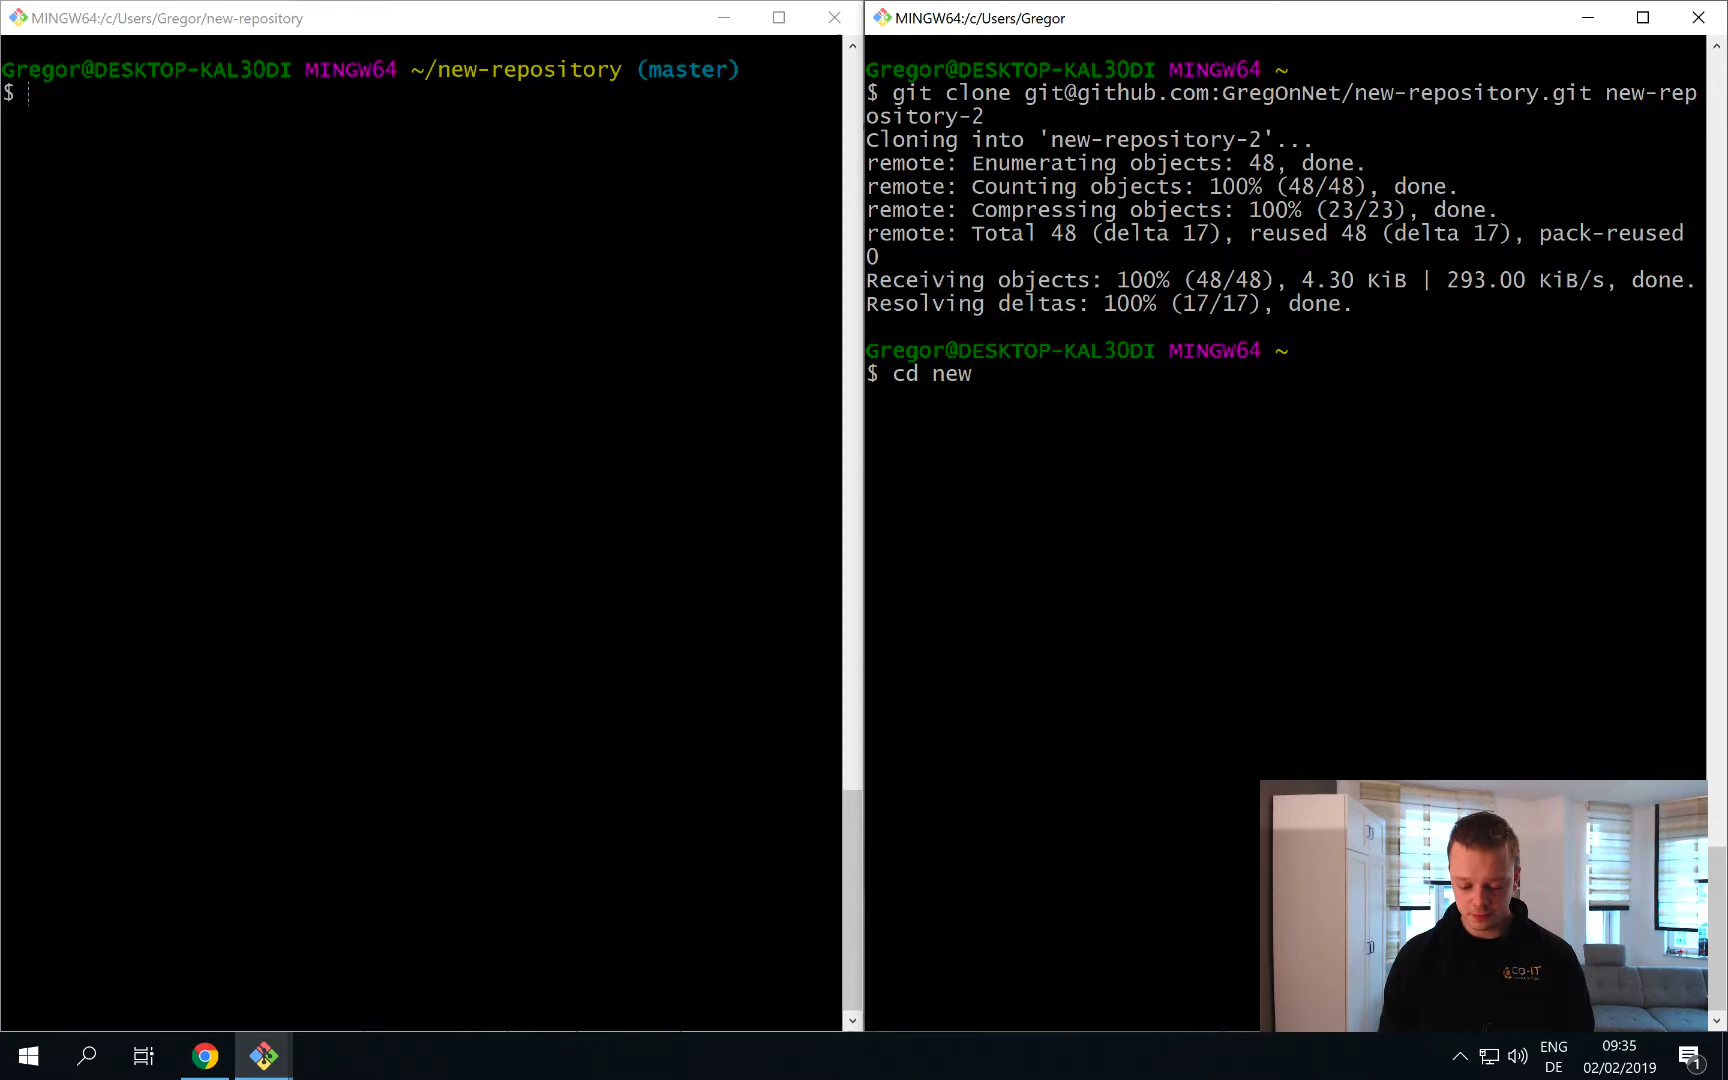 MINGW64:/c/Users/Gregor/new-repository
Gregor@DESKTOP-KAL30DI MINGW64 ~/new-repository (master)
$
MINGW64:/c/Users/Gregor
Gregor@DESKTOP-KAL30DI MINGW64 ~
$ git clone git@github.com:GregOnNet/new-repository.git new-rep
ository-2
Cloning into 'new-repository-2'...
remote: Enumerating objects: 48, done.
remote: Counting objects: 100% (48/48), done.
remote: Compressing objects: 100% (23/23), done.
remote: Total 48 (delta 17), reused 48 (delta 17), pack-reused
0
Receiving objects: 100% (48/48), 4.30 KiB | 293.00 KiB/s, done.
Resolving deltas: 100% (17/17), done.
Gregor@DESKTOP-KAL30DI MINGW64 ~
$ cd new
CO-IT
ENG
DE
09:35
02/02/2019
1